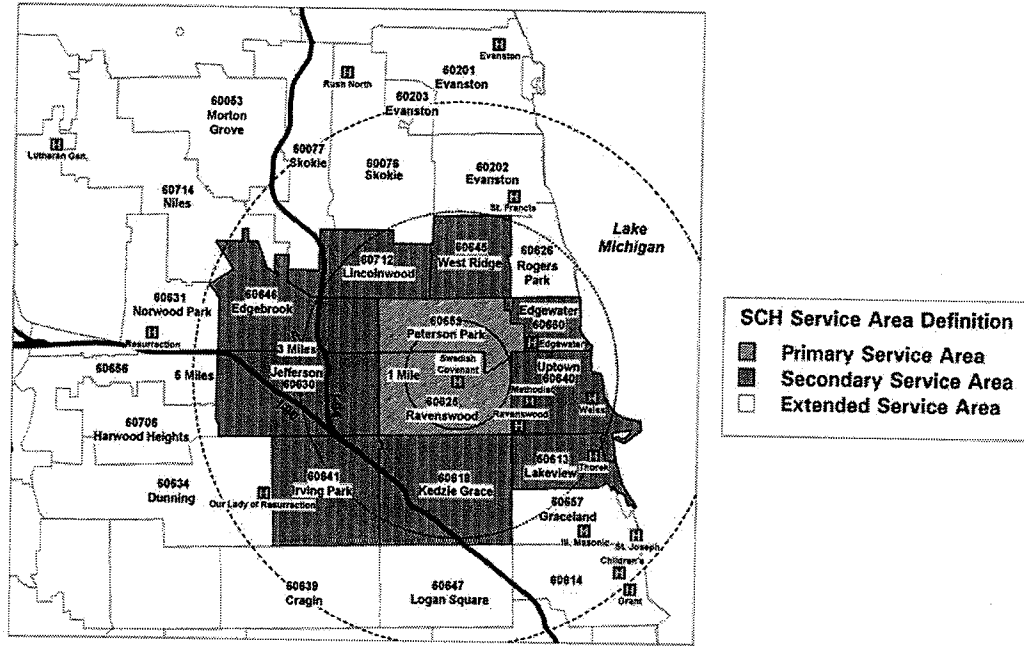 H
Evanston
H
Rush North
60201
Evanston
60203
Evanston
60053
Morton
Grove
H
Lutheran Gen.
60077
Skokie
60076
Skokie
60202
Evanston
H
St. Francis
60714
Niles
Lake
Michigan
60645
West Ridge
60626
Rogers
Park
60712
Lincolnwood
60646
Edgebrook
60631
Norwood Park
H
Resurrection
Edgewater
60660
H
Edgewater
60659
Peterson Park
3 Miles
Swedish
Covenant
H
1 Mile
Uptown
60640
60656
5 Miles
Jefferson
60630
Methodist
H
Ravenswood
H
H
Weiss
60625
Ravenswood
60706
Harwood Heights
60613
Lakeview
H
Thorek
60634
Dunning
60641
Irving Park
60618
Kedzie Grace
H
Our Lady of Resurrection
60657
Graceland
H
Ill. Masonic
H
St. Joseph
Children's
H
H
Grant
60614
60639
Cragin
60647
Logan Square
SCH Service Area Definition
Primary Service Area
Secondary Service Area
Extended Service Area